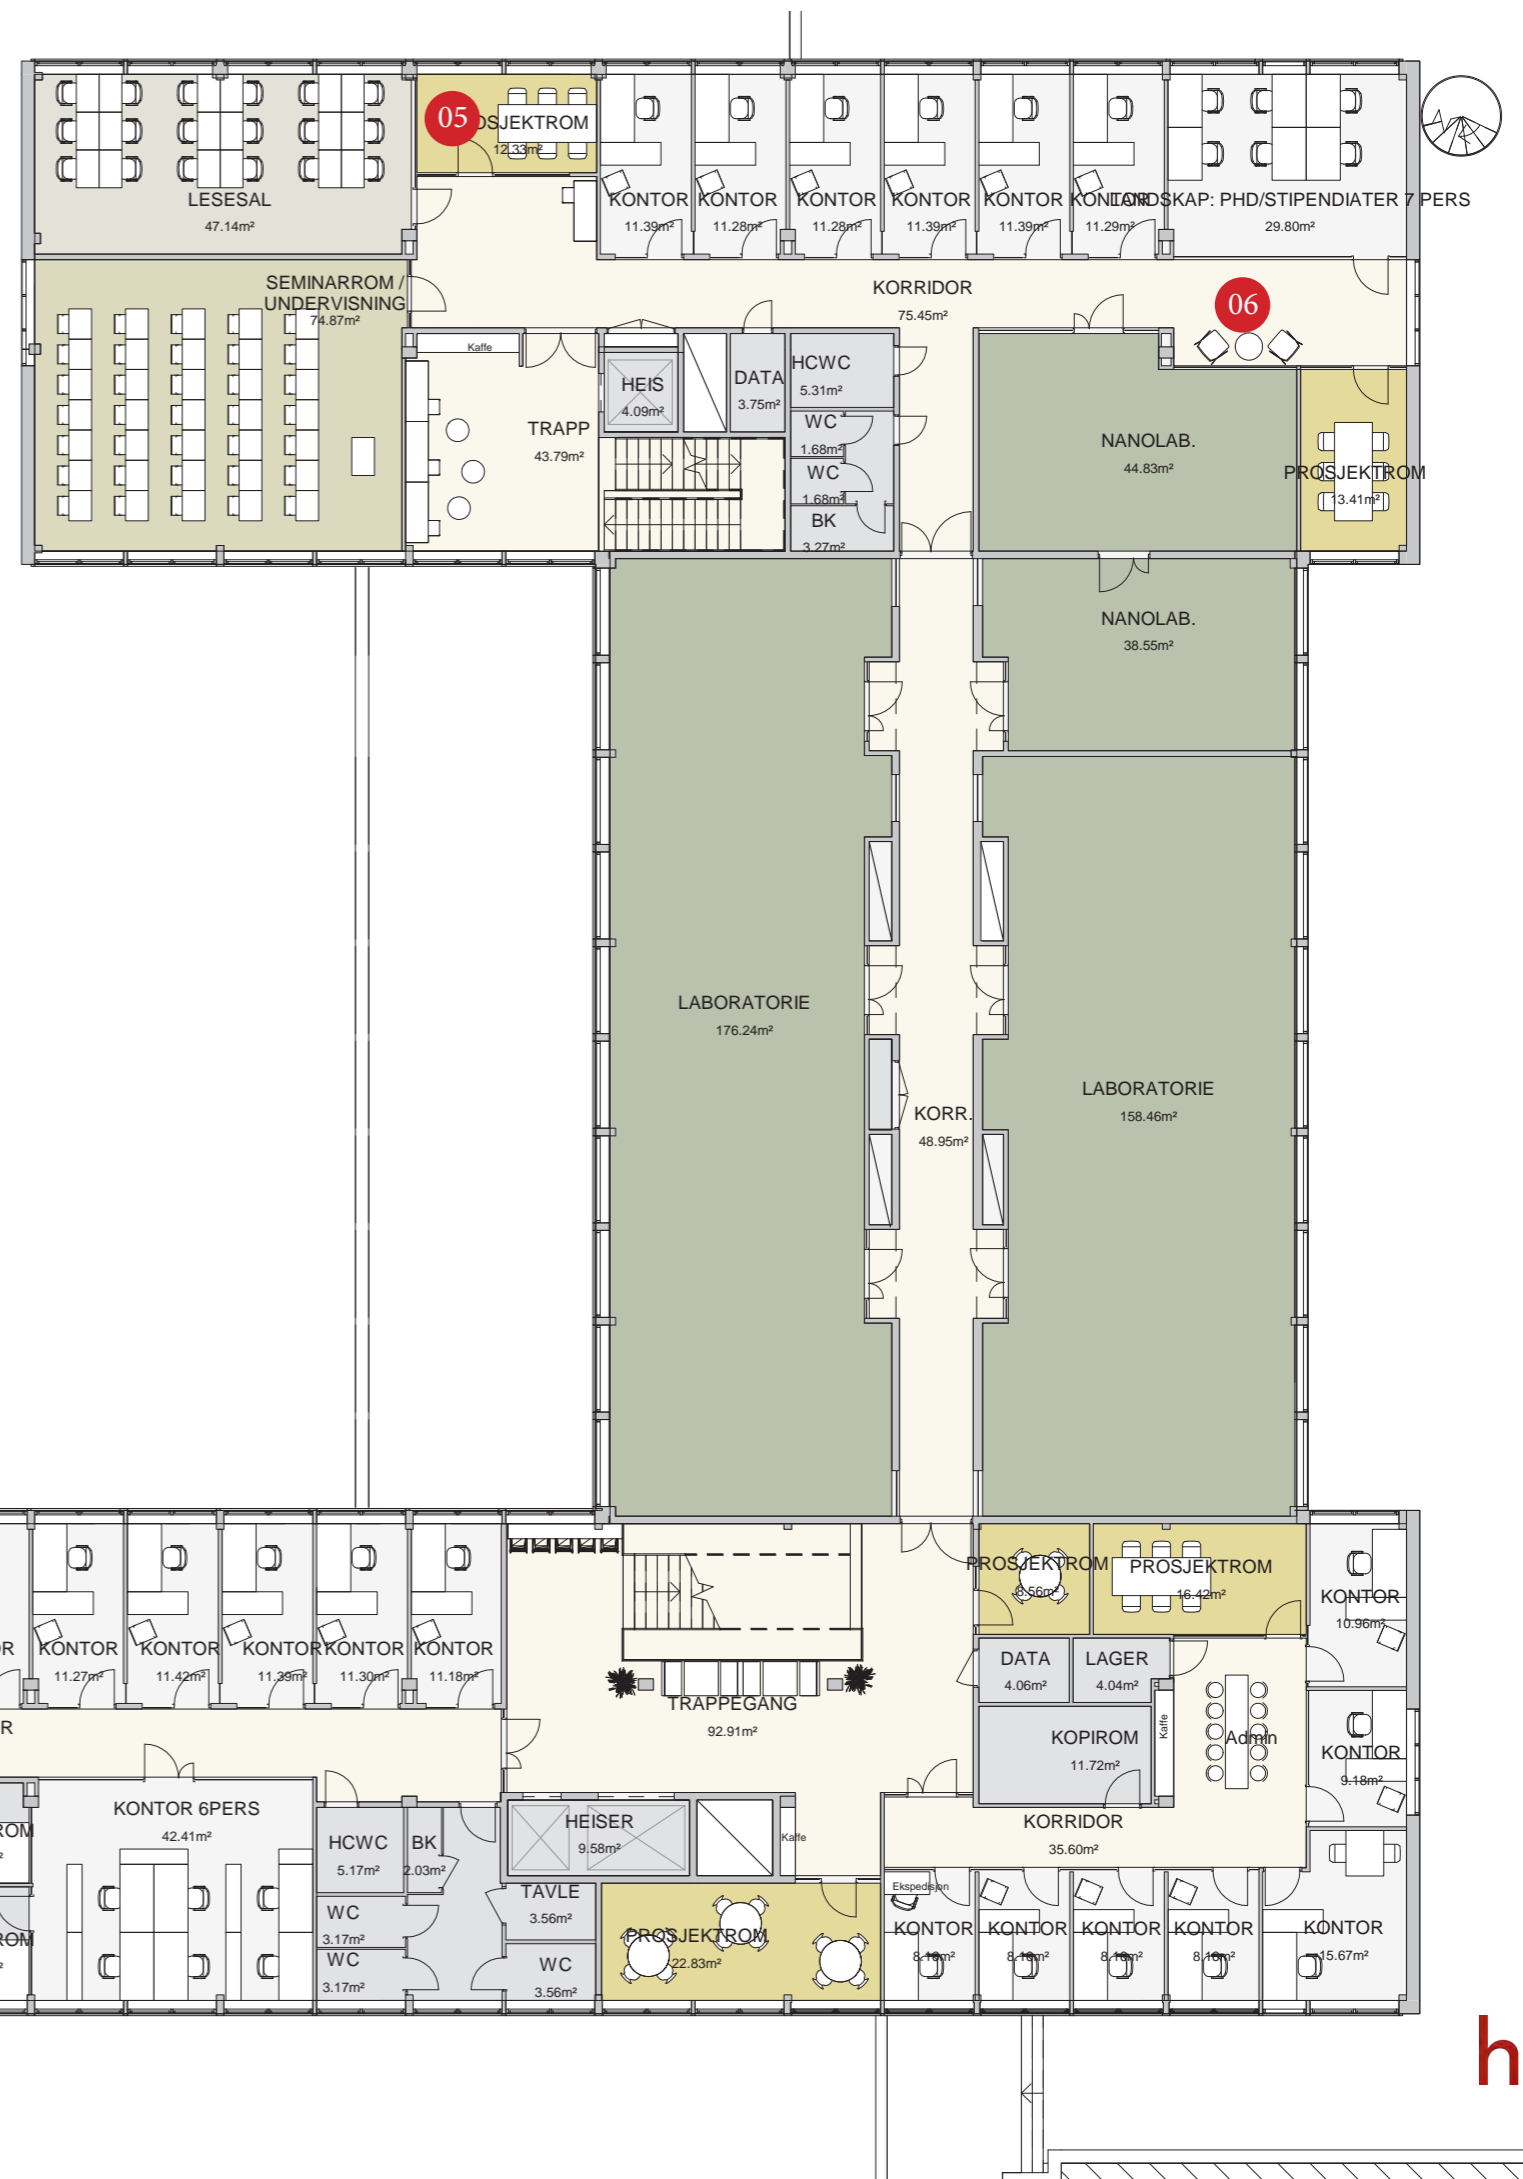 05
OSJEKTROM
12.33m²
LESESAL
47.14m²
KONTOR
11.39m²
KONTOR
11.28m²
KONTOR
11.28m²
KONTOR
11.39m²
KONTOR
11.39m²
KONTOR
11.29m²
LANDSKAP: PHD/STIPENDIATER 7 PERS
29.80m²
SEMINARROM /
UNDERVISNING
74.87m²
KORRIDOR
75.45m²
06
Kaffe
HEIS
4.09m²
DATA
3.75m²
HCWC
5.31m²
TRAPP
43.79m²
WC
1.68m²
WC
1.68m²
BK
3.27m²
NANOLAB.
44.83m²
PROSJEKTROM
13.41m²
NANOLAB.
38.55m²
LABORATORIE
176.24m²
LABORATORIE
158.46m²
KORR.
48.95m²
PROSJEKTROM
8.56m²
PROSJEKTROM
16.42m²
KONTOR
10.96m²
R
KONTOR
11.27m²
KONTOR
11.42m²
KONTOR
11.39m²
KONTOR
11.30m²
KONTOR
11.18m²
DATA
4.06m²
LAGER
4.04m²
TRAPPEGANG
92.91m²
R
KOPIROM
11.72m²
Kaffe
Admin
KONTOR
9.18m²
KONTOR 6PERS
42.41m²
HCWC
5.17m²
BK
2.03m²
HEISER
9.58m²
Kaffe
KORRIDOR
35.60m²
ROM
²
TAVLE
3.56m²
Ekspedisjon
WC
3.17m²
WC
3.17m²
WC
3.56m²
PROSJEKTROM
22.83m²
KONTOR
KONTOR
KONTOR
KONTOR
KONTOR
15.67m²
ROM
²
h